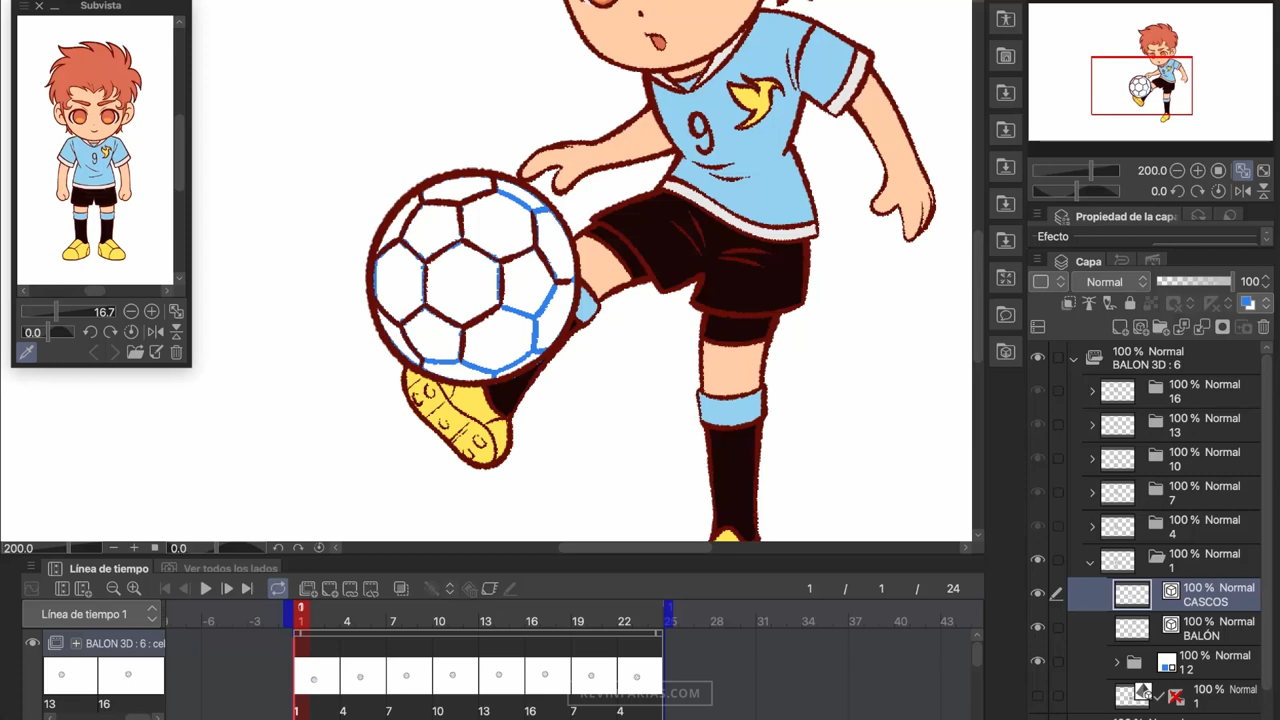 Subvista
9
16.7
0.0
9
200.0
0.0
Propiedad de la capa
Efecto
Capa
Normal
100
100 % Normal
BALON 3D : 6
100 % Normal
16
100 % Normal
13
100 % Normal
10
100 % Normal
7
100 % Normal
4
100 % Normal
1
100 % Normal
CASCOS
100 % Normal
BALÓN
100 % Normal
1 2
100 % Normal
1
200.0
0.0
Línea de tiempo
Ver todos los lados
1 / 1 / 24
Línea de tiempo 1
0 1
-6 -3 1 4 7 10 13 16 19 22 25 28 31 34 37 40 43
BALON 3D : 6 : cel
13 16
1 4 7 10 13 16 7 4
KEVINFARIAS.COM